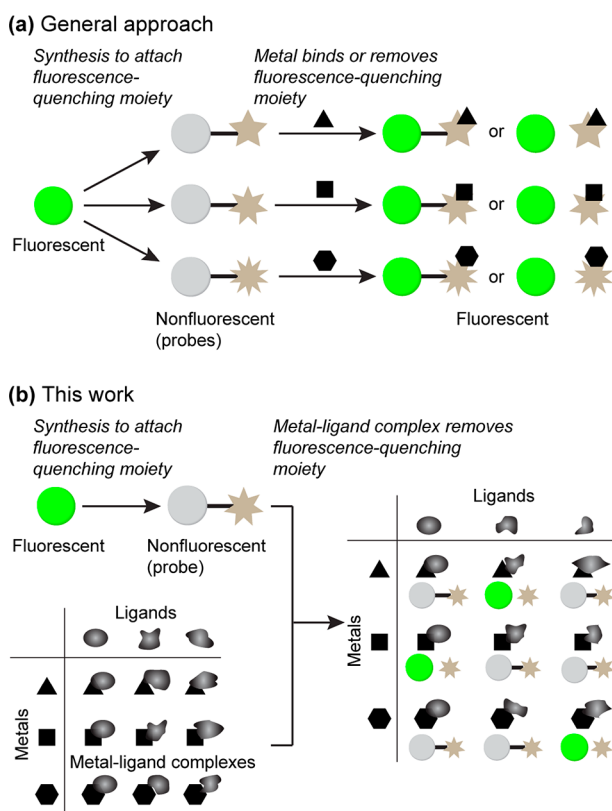 (a) General approach
Synthesis to attach
fluorescence-
quenching moiety
Metal binds or removes
fluorescence-quenching
moiety
or
Fluorescent
or
or
Nonfluorescent
(probes)
Fluorescent
(b) This work
Synthesis to attach
fluorescence-
quenching moiety
Metal-ligand complex removes
fluorescence-quenching
moiety
Fluorescent
Nonfluorescent
(probe)
Ligands
Metals
Metal-ligand complexes
Ligands
Metals